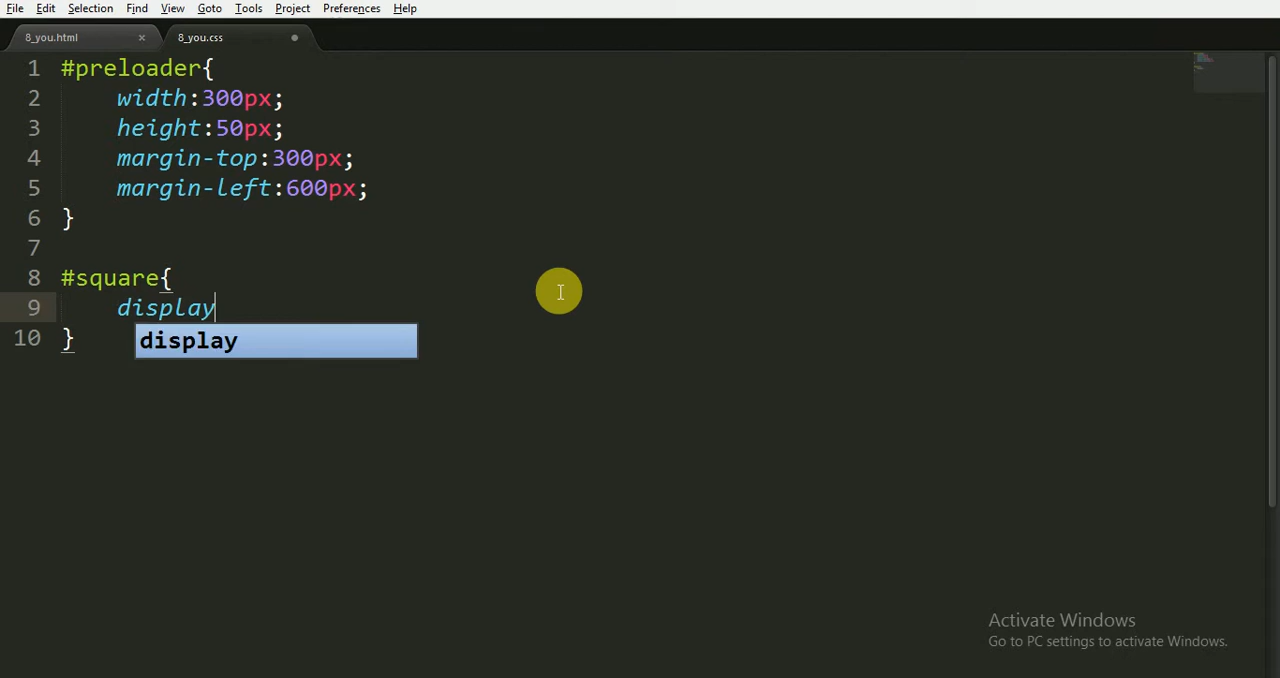 File Edit Selection Find View Goto Tools Project Preferences Help
8_you.html × 8_you.css
1 #preloader{
2 width:300px;
3 height:50px;
4 margin-top:300px;
5 margin-left:600px;
6 }
7
8 #square{
9 display
10 }
display
Activate Windows
Go to PC settings to activate Windows.